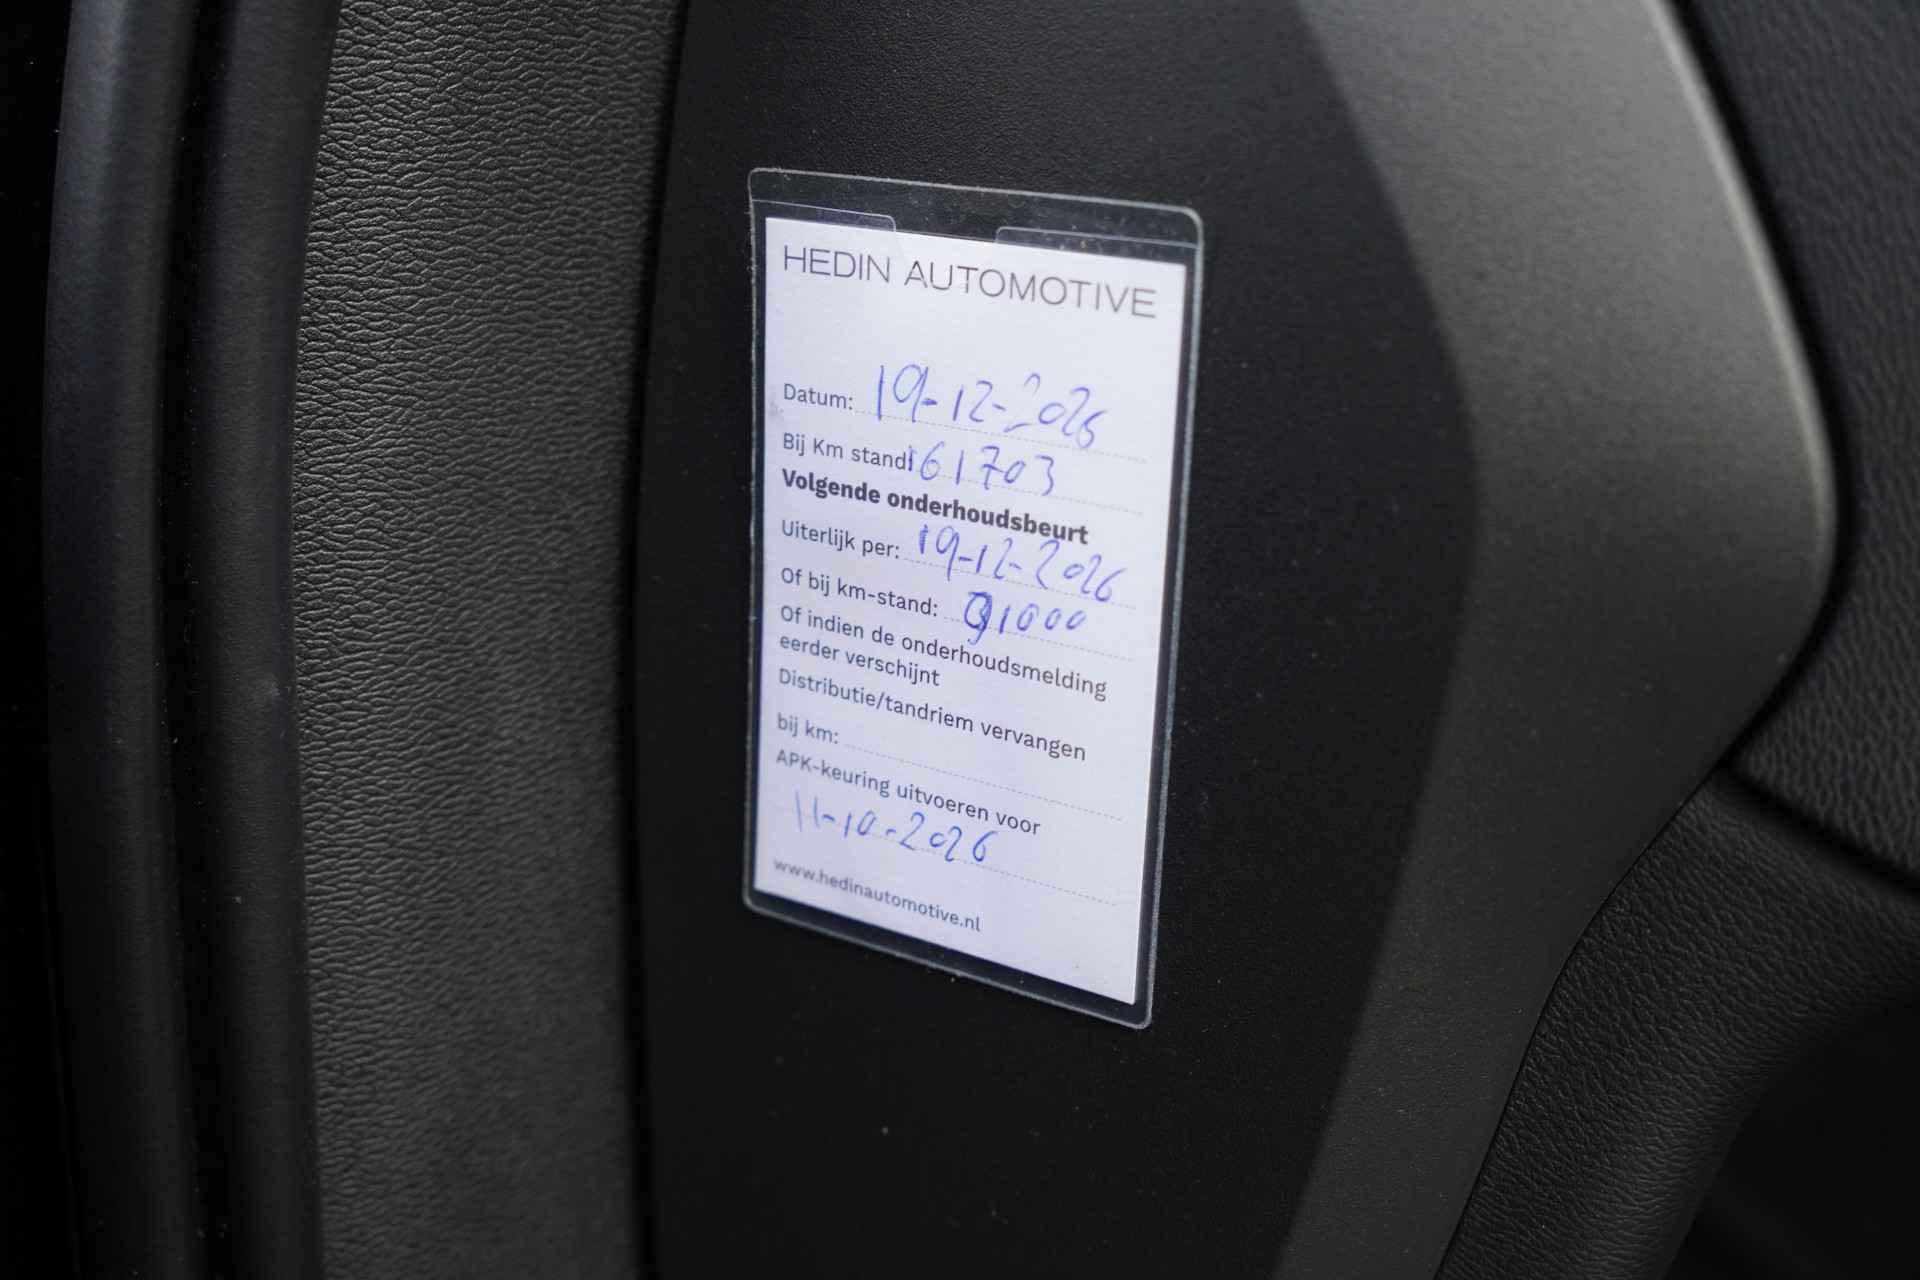 HEDIN AUTOMOTIVE
Datum: 19-12-2025
Bij Km stand: 61703
Volgende onderhoudsbeurt
Uiterlijk per: 19-12-2026
Of bij km-stand: 91000
Of indien de onderhoudsmelding
eerder verschijnt
Distributie/tandriem vervangen
bij km:
APK-keuring uitvoeren voor
11-10-2026
www.hedinautomotive.nl